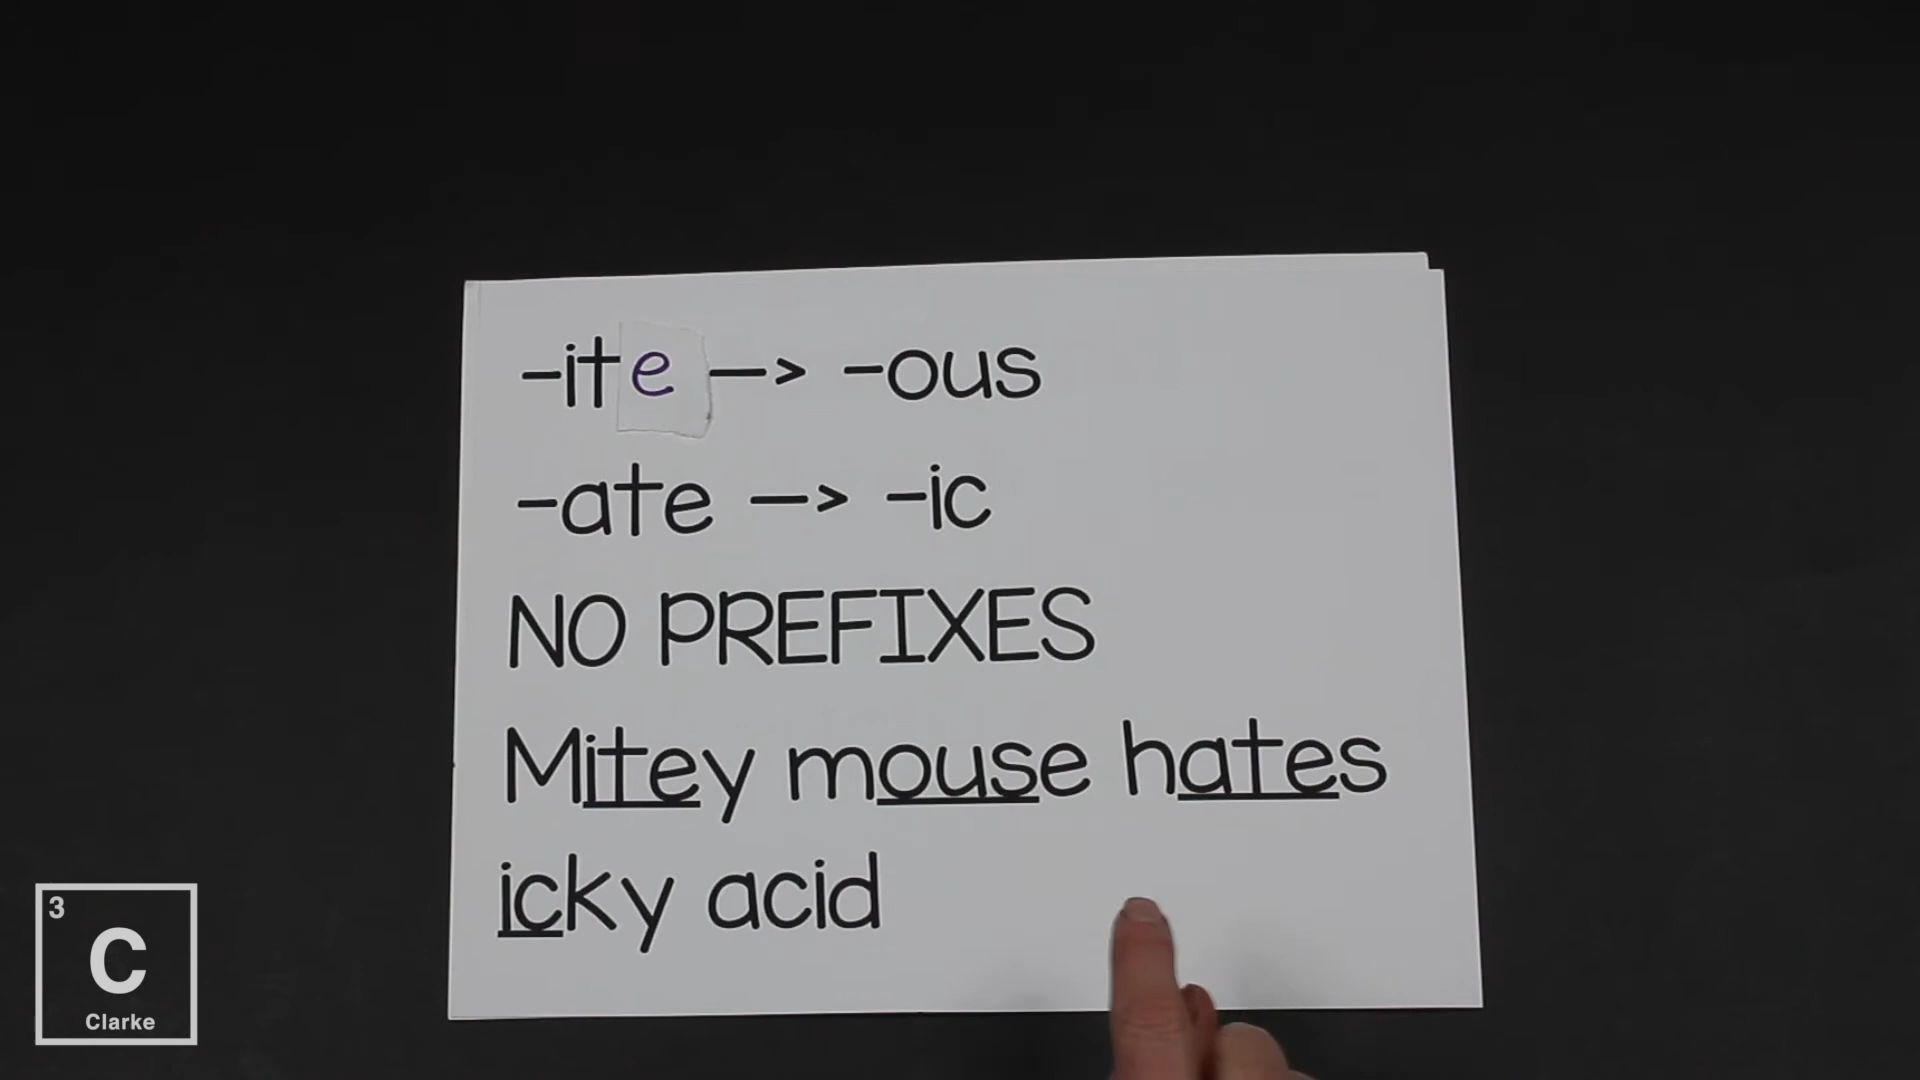 -ite —> -ous
-ate —> -ic
NO PREFIXES
Mitey mouse hates
icky acid
3
C
Clarke